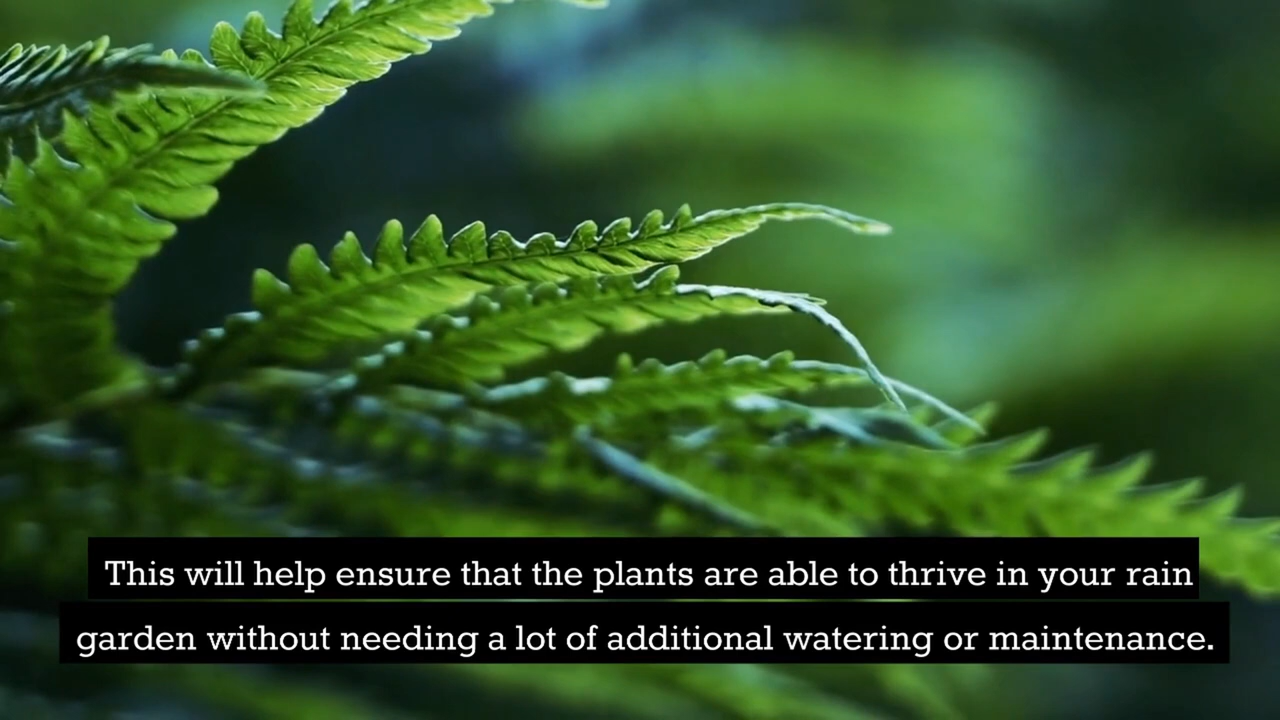 This will help ensure that the plants are able to thrive in your rain
garden without needing a lot of additional watering or maintenance.